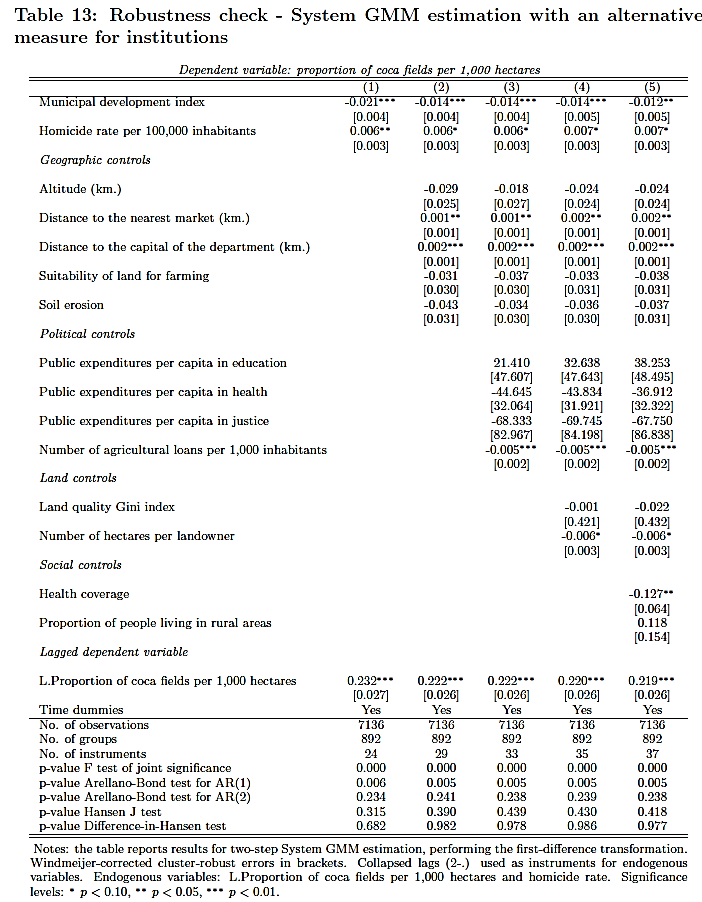 Table 13: Robustness check - System GMM estimation with an alternative
measure for institutions
Dependent variable: proportion of coca fields per 1,000 hectares
(1) (2) (3) (4) (5)
Municipal development index -0.021*** -0.014*** -0.014*** -0.014*** -0.012**
[0.004] [0.004] [0.004] [0.005] [0.005]
Homicide rate per 100,000 inhabitants 0.006** 0.006* 0.006* 0.007* 0.007*
[0.003] [0.003] [0.003] [0.003] [0.003]
Geographic controls
Altitude (km.) -0.029 -0.018 -0.024 -0.024
[0.025] [0.027] [0.024] [0.024]
Distance to the nearest market (km.) 0.001** 0.001** 0.002** 0.002**
[0.001] [0.001] [0.001] [0.001]
Distance to the capital of the department (km.) 0.002*** 0.002*** 0.002*** 0.002***
[0.001] [0.001] [0.001] [0.001]
Suitability of land for farming -0.031 -0.037 -0.033 -0.038
[0.030] [0.030] [0.031] [0.031]
Soil erosion -0.043 -0.034 -0.036 -0.037
[0.031] [0.030] [0.030] [0.031]
Political controls
Public expenditures per capita in education 21.410 32.638 38.253
[47.607] [47.643] [48.495]
Public expenditures per capita in health -44.645 -43.834 -36.912
[32.064] [31.921] [32.322]
Public expenditures per capita in justice -68.333 -69.745 -67.750
[82.967] [84.198] [86.838]
Number of agricultural loans per 1,000 inhabitants -0.005*** -0.005*** -0.005***
[0.002] [0.002] [0.002]
Land controls
Land quality Gini index -0.001 -0.022
[0.421] [0.432]
Number of hectares per landowner -0.006* -0.006*
[0.003] [0.003]
Social controls
Health coverage -0.127**
[0.064]
Proportion of people living in rural areas 0.118
[0.154]
Lagged dependent variable
L.Proportion of coca fields per 1,000 hectares 0.232*** 0.222*** 0.222*** 0.220*** 0.219***
[0.027] [0.026] [0.026] [0.026] [0.026]
Time dummies Yes Yes Yes Yes Yes
No. of observations 7136 7136 7136 7136 7136
No. of groups 892 892 892 892 892
No. of instruments 24 29 33 35 37
p-value F test of joint significance 0.000 0.000 0.000 0.000 0.000
p-value Arellano-Bond test for AR(1) 0.006 0.005 0.005 0.005 0.005
p-value Arellano-Bond test for AR(2) 0.234 0.241 0.238 0.239 0.238
p-value Hansen J test 0.315 0.390 0.439 0.430 0.418
p-value Difference-in-Hansen test 0.682 0.982 0.978 0.986 0.977
Notes: the table reports results for two-step System GMM estimation, performing the first-difference transformation.
Windmeijer-corrected cluster-robust errors in brackets. Collapsed lags (2-.) used as instruments for endogenous
variables. Endogenous variables: L.Proportion of coca fields per 1,000 hectares and homicide rate. Significance
levels: * p < 0.10, ** p < 0.05, *** p < 0.01.